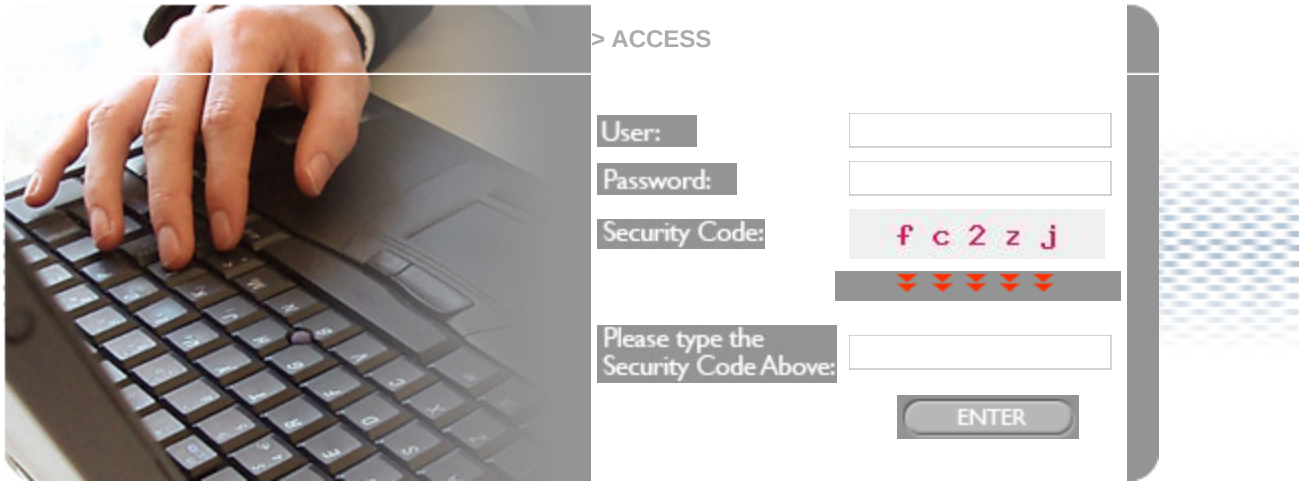 > ACCESS
User:
Password:
Security Code:
f c 2 z j
Please type the
Security Code Above:
ENTER